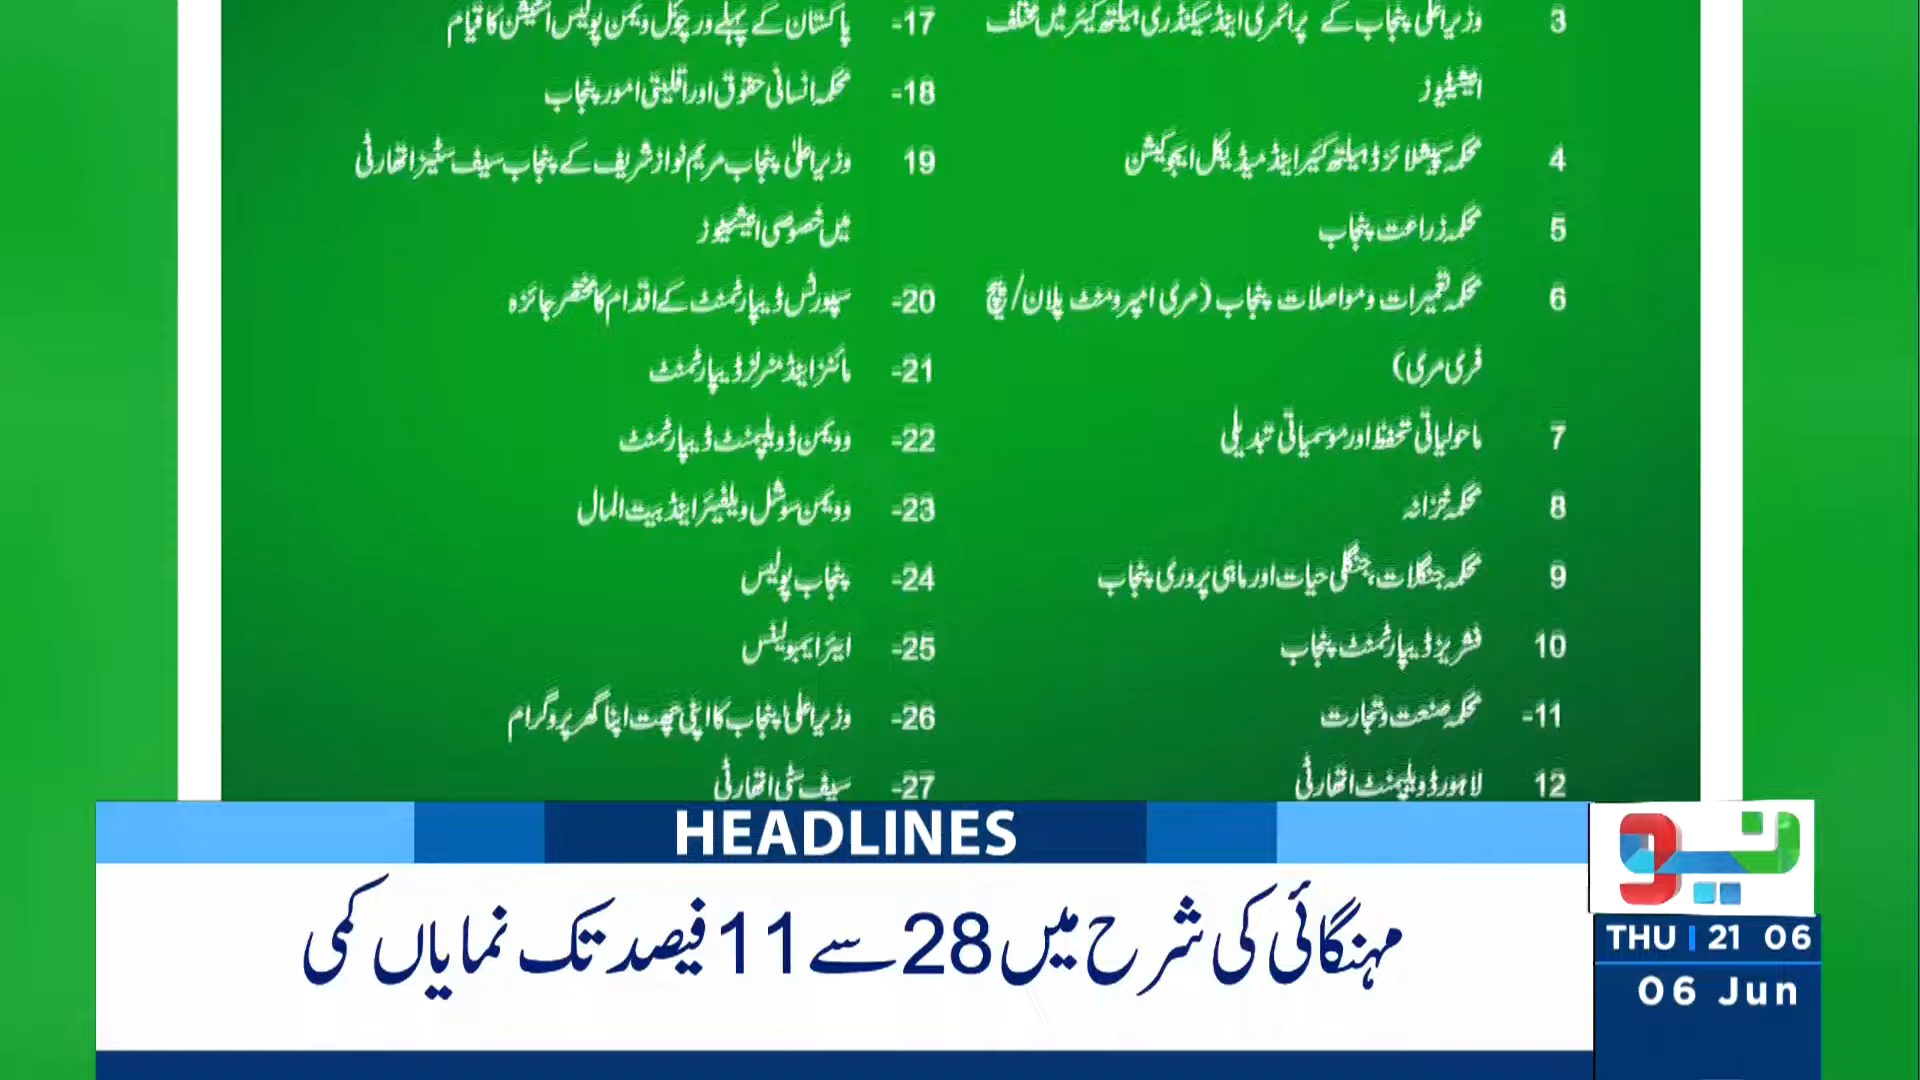 3 وزیراعلیٰ پنجاب کے پرائمری اینڈ سیکنڈری ہیلتھ کیئر میں مختلف
انیشیٹیوز
4 محکمہ سپیشلائزڈ ہیلتھ کیئر اینڈ میڈیکل ایجوکیشن
5 محکمہ زراعت پنجاب
6 محکمہ تعمیرات و مواصلات پنجاب (مری امپرومنٹ پلان/پیچ
فری مری)
7 ماحولیاتی تحفظ اور موسمیاتی تبدیلی
8 محکمہ خزانہ
9 محکمہ جنگلات، جنگلی حیات اور ماہی پروری پنجاب
10 فشریز ڈیپارٹمنٹ پنجاب
11- محکمہ صنعت و تجارت
12 لاہور ڈویلپمنٹ اتھارٹی
17- پاکستان کے پہلے ورچوئل ویمن پولیس اسٹیشن کا قیام
18- محکمہ انسانی حقوق اور اقلیتی امور پنجاب
19 وزیراعلیٰ پنجاب مریم نواز شریف کے پنجاب سیف سٹیز اتھارٹی
میں خصوصی انیشیٹیوز
20- سپورٹس ڈیپارٹمنٹ کے اقدام کا مختصر جائزہ
21- مائنز اینڈ منرلز ڈیپارٹمنٹ
22- وویمن ڈویلپمنٹ ڈیپارٹمنٹ
23- وویمن سوشل ویلفیئر اینڈ بیت المال
24- پنجاب پولیس
25- ایئر ایمبولینس
26- وزیراعلیٰ پنجاب کا اپنی چھت اپنا گھر پروگرام
27- سیف سٹی اتھارٹی
HEADLINES
مہنگائی کی شرح میں 28 سے 11 فیصد تک نمایاں کمی
نیو
THU | 21 06
06 Jun